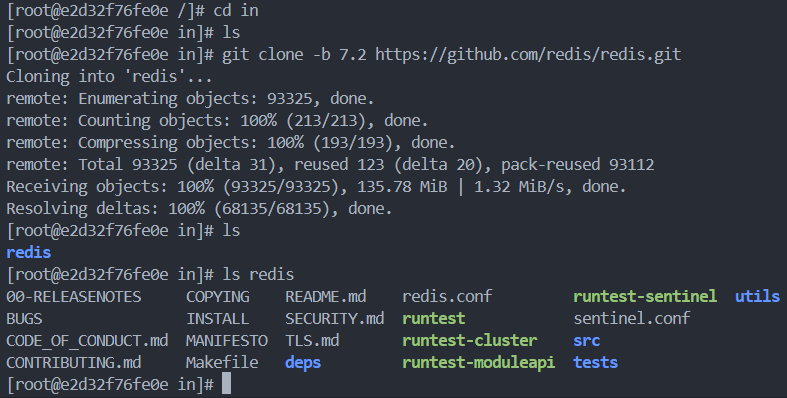 [root@e2d32f76fe0e /]# cd in
[root@e2d32f76fe0e in]# ls
[root@e2d32f76fe0e in]# git clone -b 7.2 https://github.com/redis/redis.git
Cloning into 'redis'...
remote: Enumerating objects: 93325, done.
remote: Counting objects: 100% (213/213), done.
remote: Compressing objects: 100% (193/193), done.
remote: Total 93325 (delta 31), reused 123 (delta 20), pack-reused 93112
Receiving objects: 100% (93325/93325), 135.78 MiB | 1.32 MiB/s, done.
Resolving deltas: 100% (68135/68135), done.
[root@e2d32f76fe0e in]# ls
redis
[root@e2d32f76fe0e in]# ls redis
00-RELEASENOTES     COPYING    README.md    redis.conf         runtest-sentinel  utils
BUGS                INSTALL    SECURITY.md  runtest            sentinel.conf
CODE_OF_CONDUCT.md  MANIFESTO  TLS.md       runtest-cluster    src
CONTRIBUTING.md     Makefile   deps         runtest-moduleapi  tests
[root@e2d32f76fe0e in]#